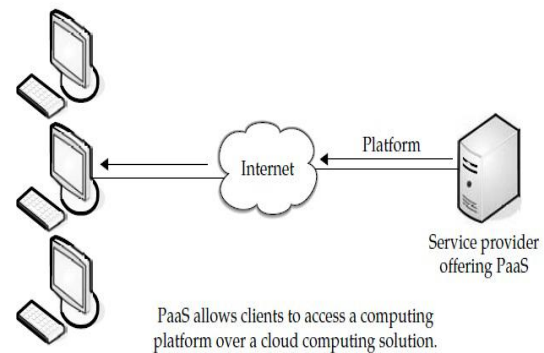 Platform
Internet
Service provider
offering PaaS
PaaS allows clients to access a computing
platform over a cloud computing solution.